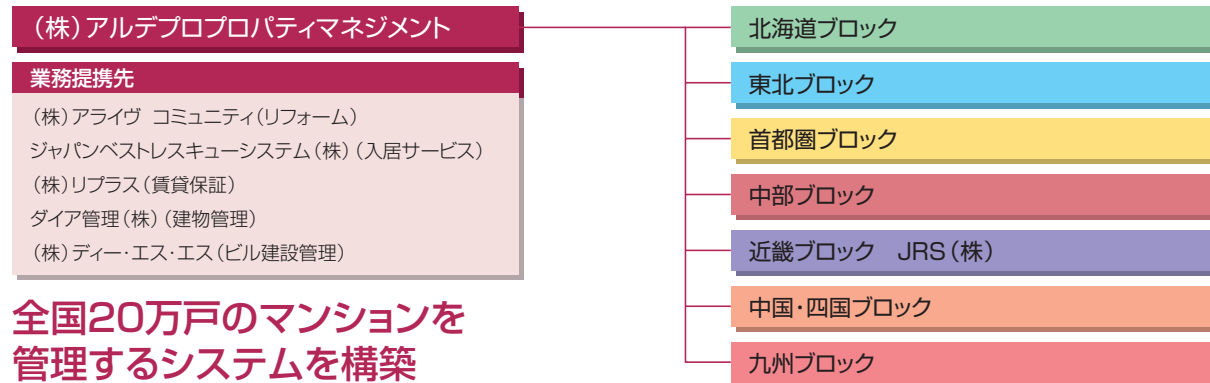 (株)アルデプロプロパティマネジメント
業務提携先
(株)アライヴ コミュニティ(リフォーム)
ジャパンベストレスキューシステム(株)(入居サービス)
(株)リプラス(賃貸保証)
ダイア管理(株)(建物管理)
(株)ディー・エス・エス(ビル建設管理)
全国20万戸のマンションを
管理するシステムを構築
北海道ブロック
東北ブロック
首都圏ブロック
中部ブロック
近畿ブロック JRS(株)
中国・四国ブロック
九州ブロック